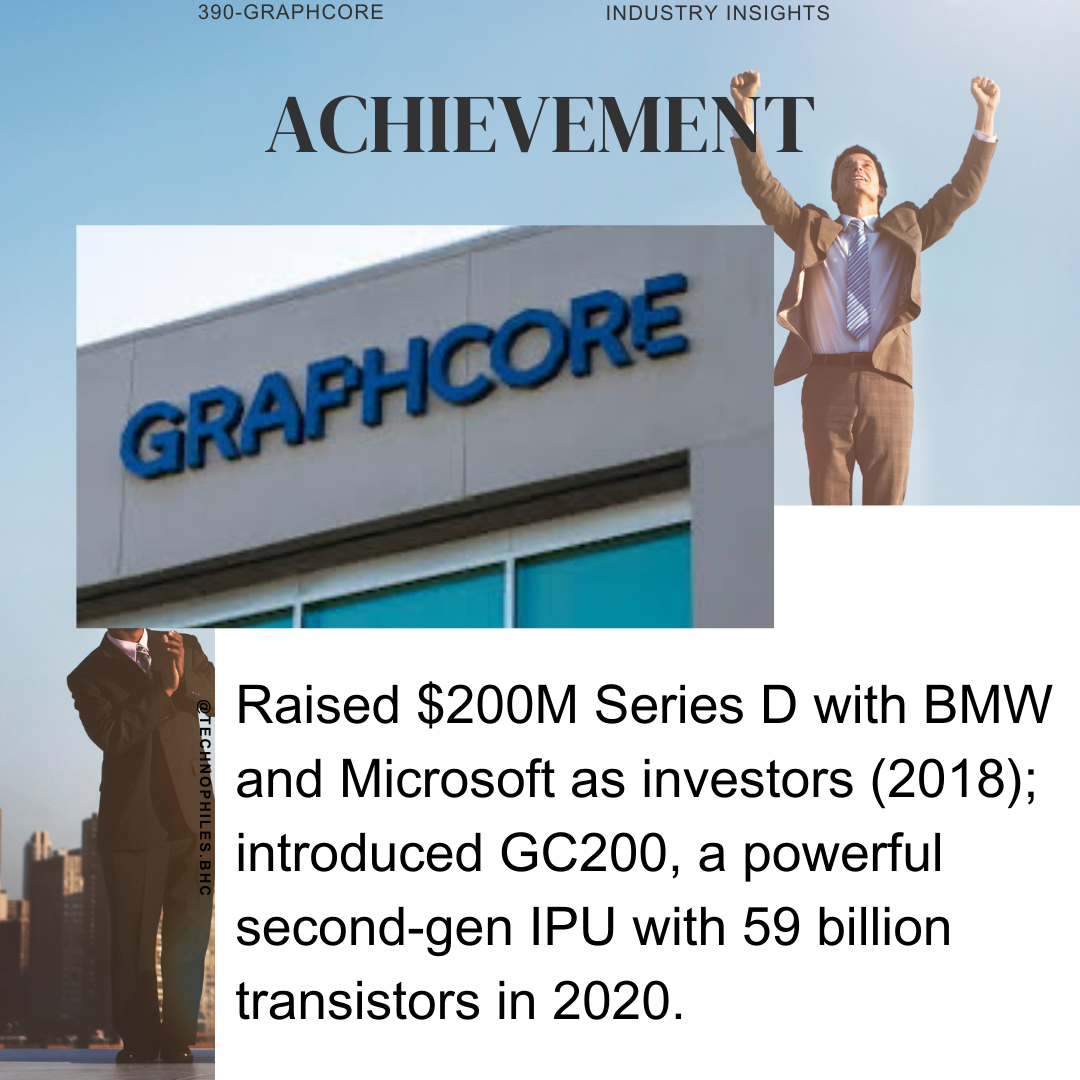 390-GRAPHCORE
INDUSTRY INSIGHTS
ACHIEVEMENT
GRAPHCORE
@TECHNOPHILES.BHC
Raised $200M Series D with BMW
and Microsoft as investors (2018);
introduced GC200, a powerful
second-gen IPU with 59 billion
transistors in 2020.